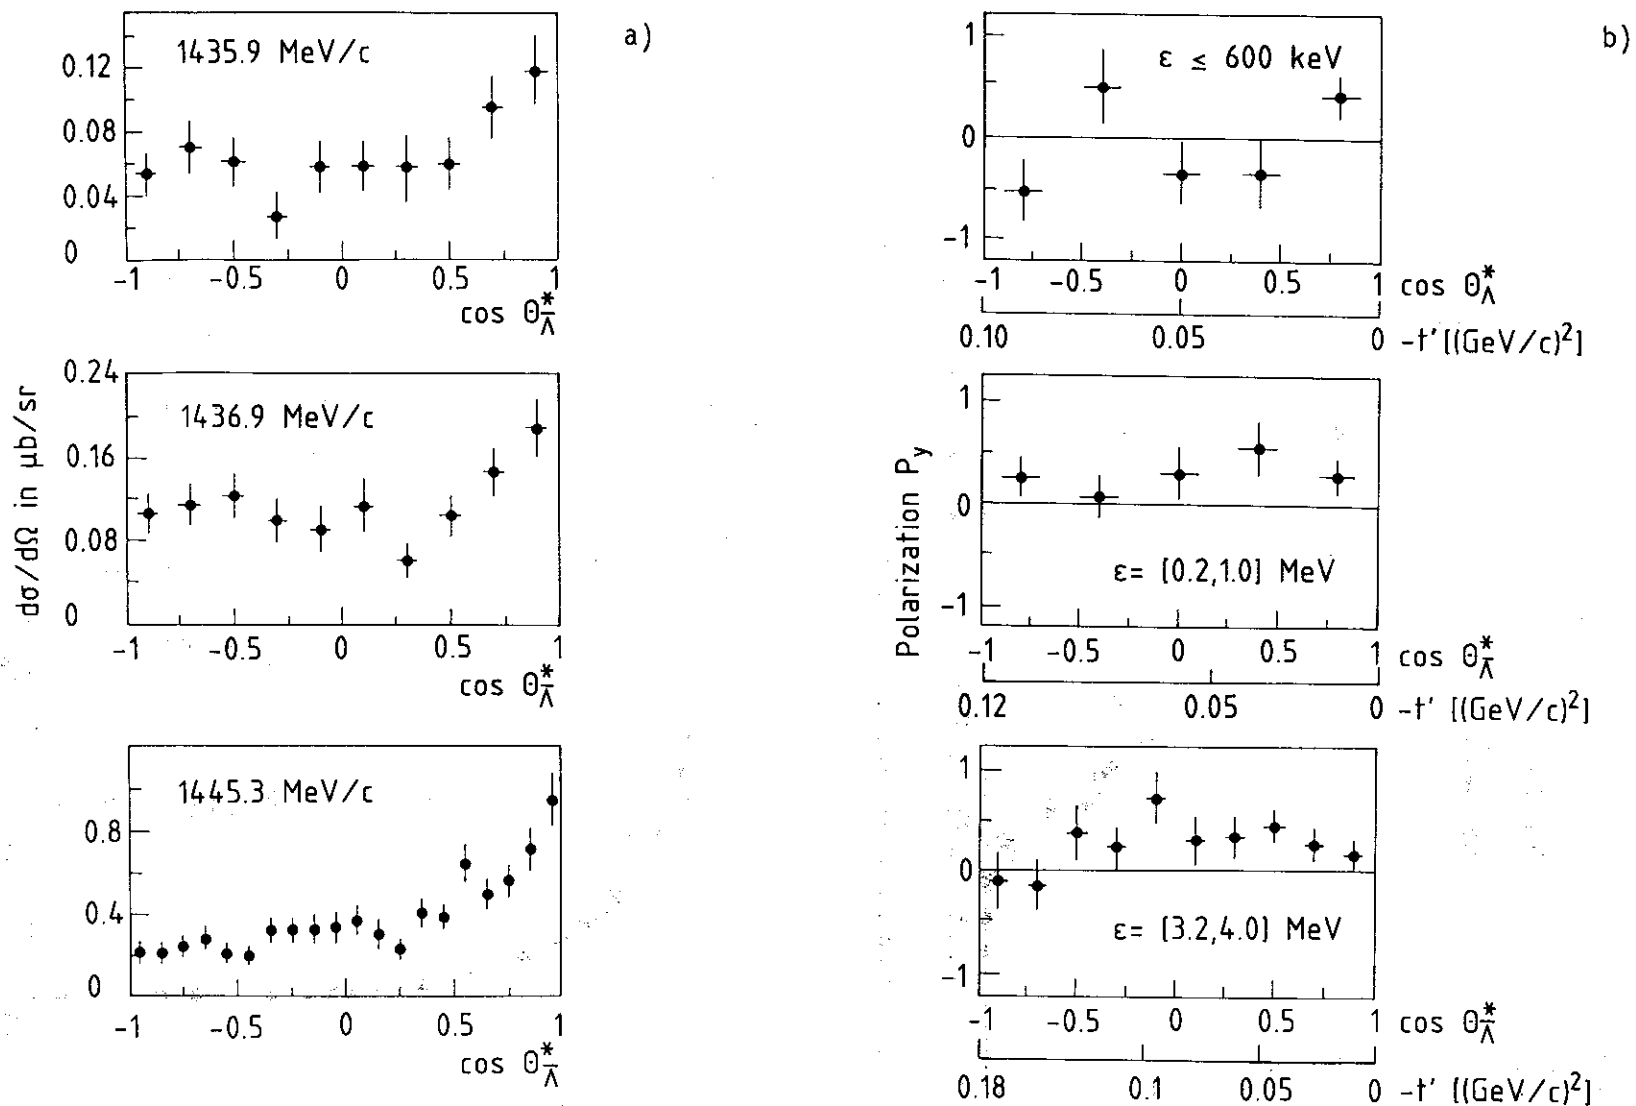 a)
dσ/dΩ in μb/sr
1435.9 MeV/c
0.12
0.08
0.04
0
-1 -0.5 0 0.5 1
cos Θ*Λ̅
1436.9 MeV/c
0.24
0.16
0.08
0
-1 -0.5 0 0.5 1
cos Θ*Λ̅
1445.3 MeV/c
0.8
0.4
0
-1 -0.5 0 0.5 1
cos Θ*Λ̅
b)
Polarization Py
ε ≤ 600 keV
1
0
-1
-1 -0.5 0 0.5 1 cos Θ*Λ̅
0.10 0.05 0 -t' [(GeV/c)²]
1
0
-1
ε= [0.2,1.0] MeV
-1 -0.5 0 0.5 1 cos Θ*Λ̅
0.12 0.05 0 -t' [(GeV/c)²]
1
0
-1
ε= [3.2,4.0] MeV
-1 -0.5 0 0.5 1 cos Θ*Λ̅
0.18 0.1 0.05 0 -t' [(GeV/c)²]